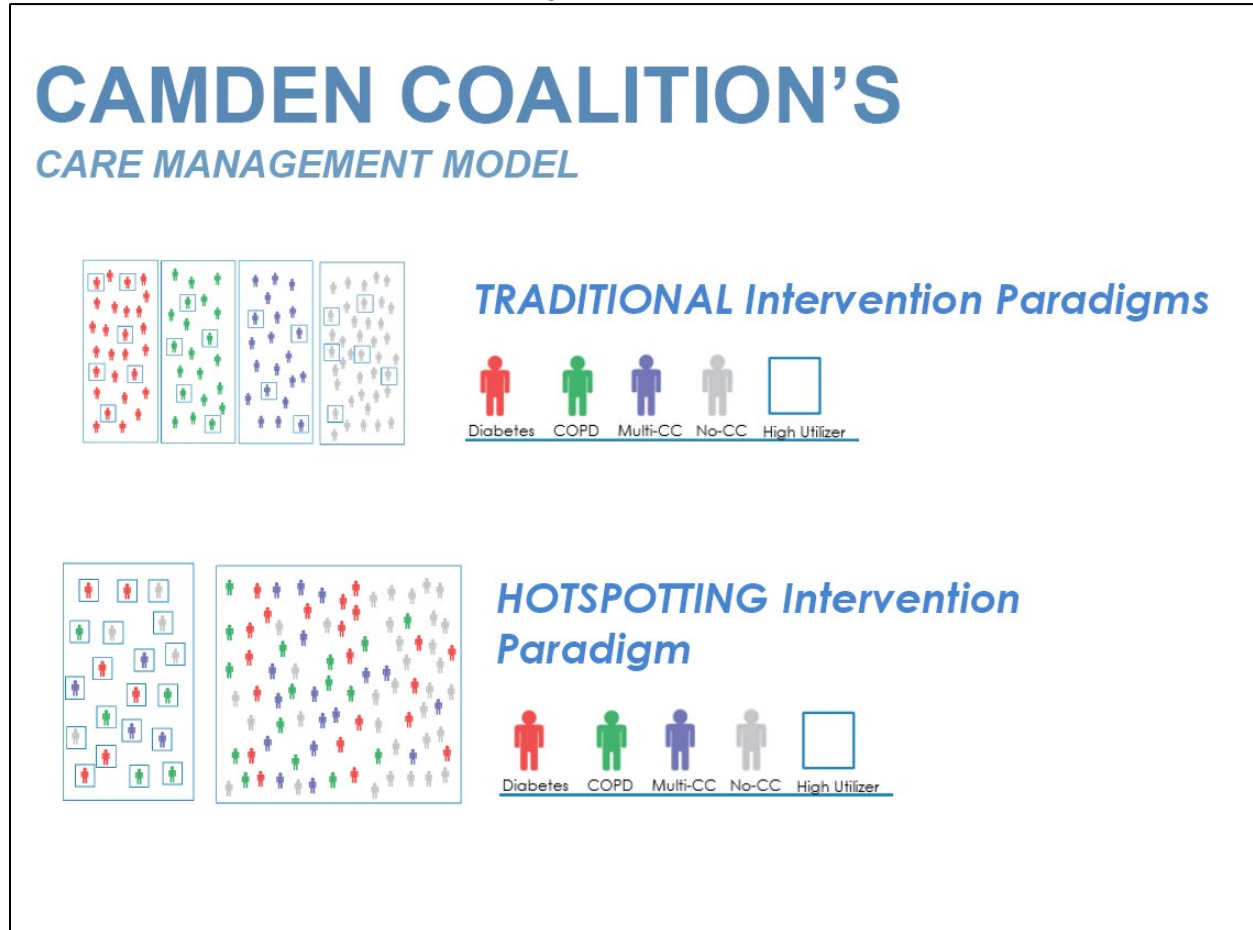 CAMDEN COALITION'S
CARE MANAGEMENT MODEL
TRADITIONAL Intervention Paradigms
Diabetes COPD Multi-CC No-CC High Utilizer
HOTSPOTTING Intervention
Paradigm
Diabetes COPD Multi-CC No-CC High Utilizer